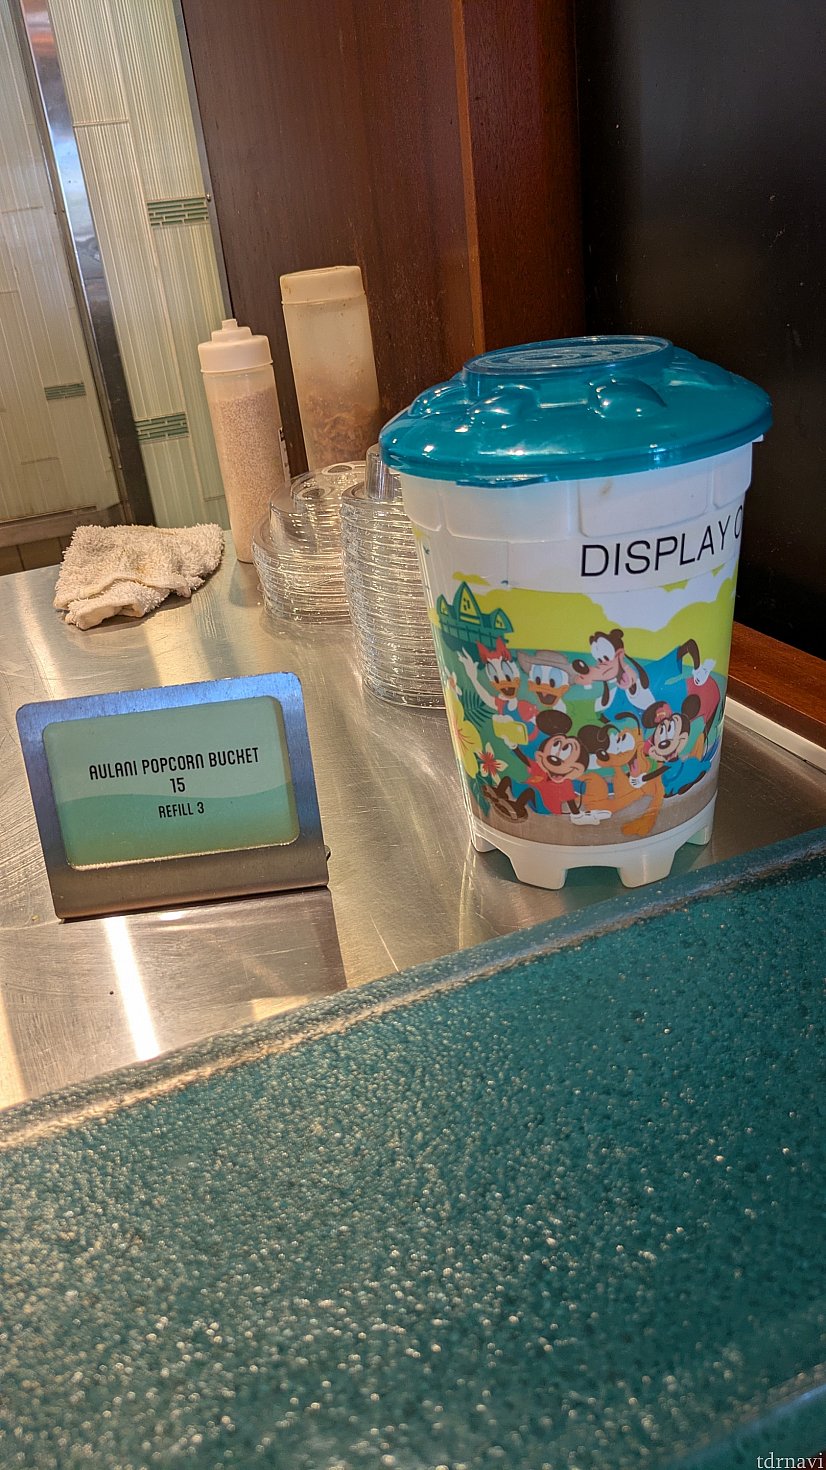 DISPLAY
AULANI POPCORN BUCKET
15
REFILL 3
tdrnavi